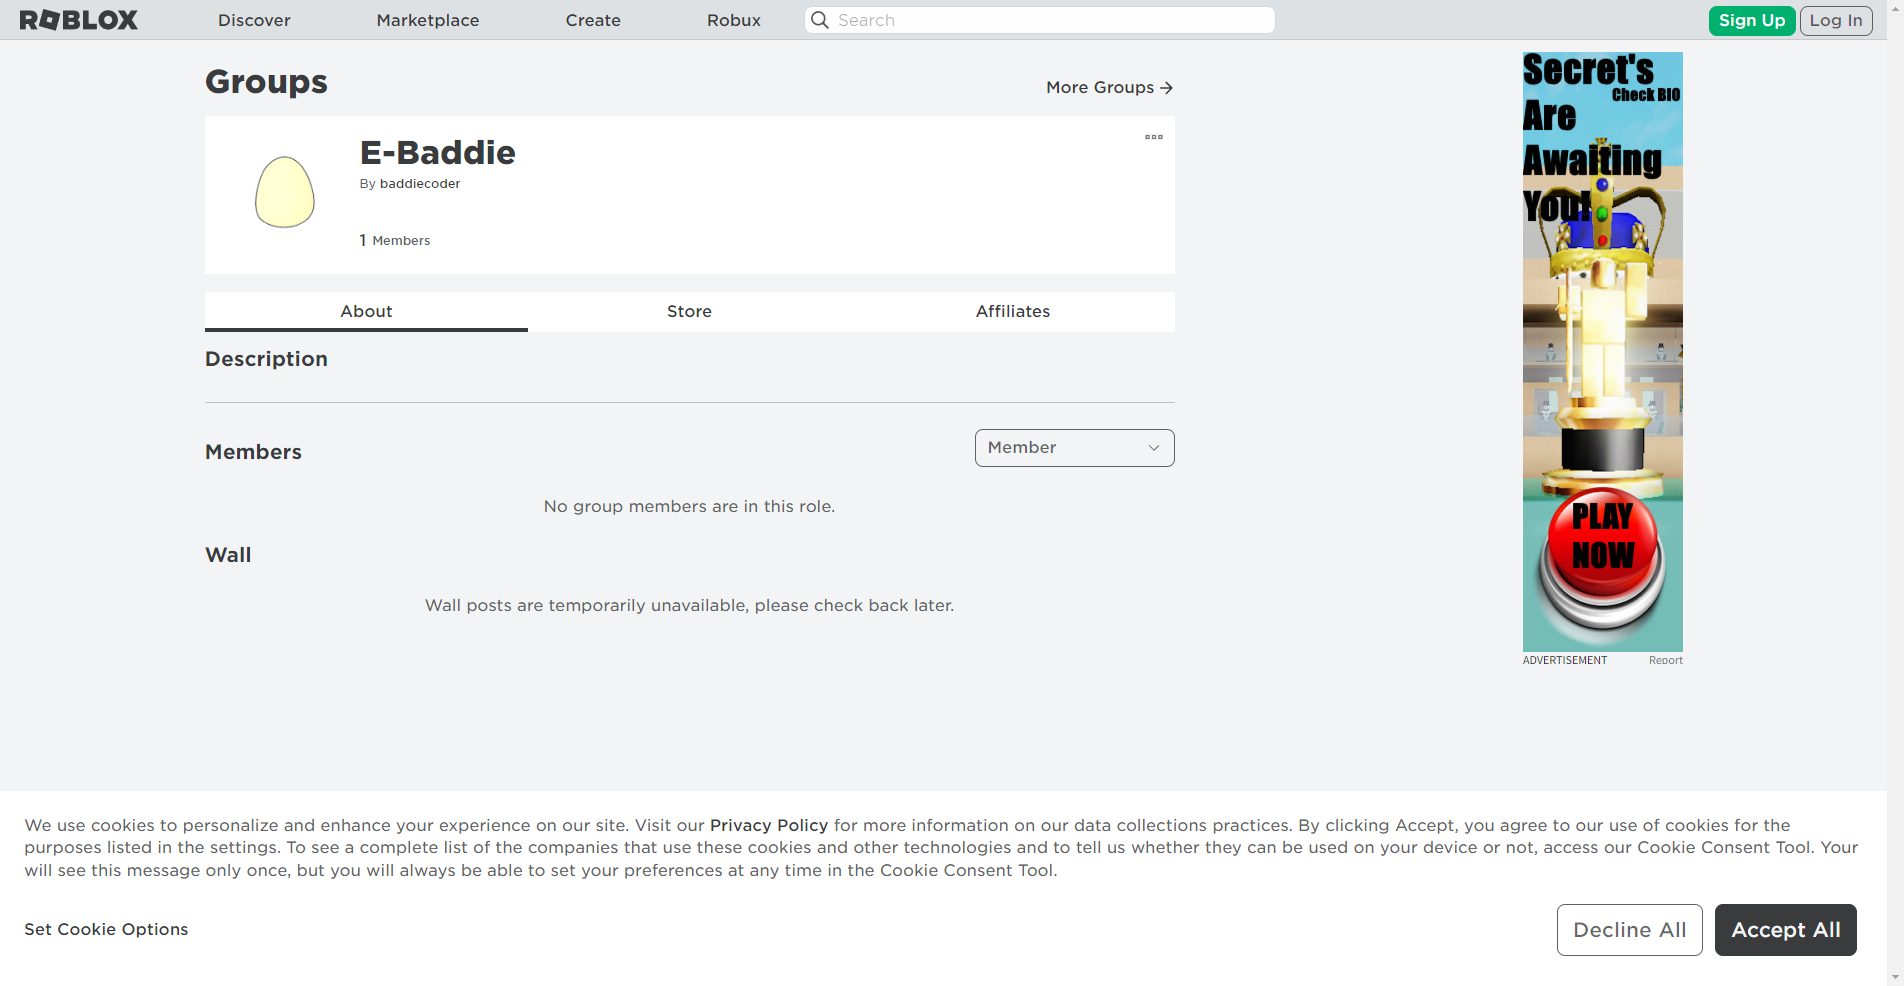 ROBLOX
Discover
Marketplace
Create
Robux
Search
Sign Up
Log In
Groups
More Groups
E-Baddie
By baddiecoder
1 Members
About
Store
Affiliates
Description
Members
Member
No group members are in this role.
Wall
Wall posts are temporarily unavailable, please check back later.
Secret's
Check BIO
Are
Awaiting
You!
PLAY
NOW
ADVERTISEMENT
Report
We use cookies to personalize and enhance your experience on our site. Visit our Privacy Policy for more information on our data collections practices. By clicking Accept, you agree to our use of cookies for the
purposes listed in the settings. To see a complete list of the companies that use these cookies and other technologies and to tell us whether they can be used on your device or not, access our Cookie Consent Tool. Your
will see this message only once, but you will always be able to set your preferences at any time in the Cookie Consent Tool.
Set Cookie Options
Decline All
Accept All